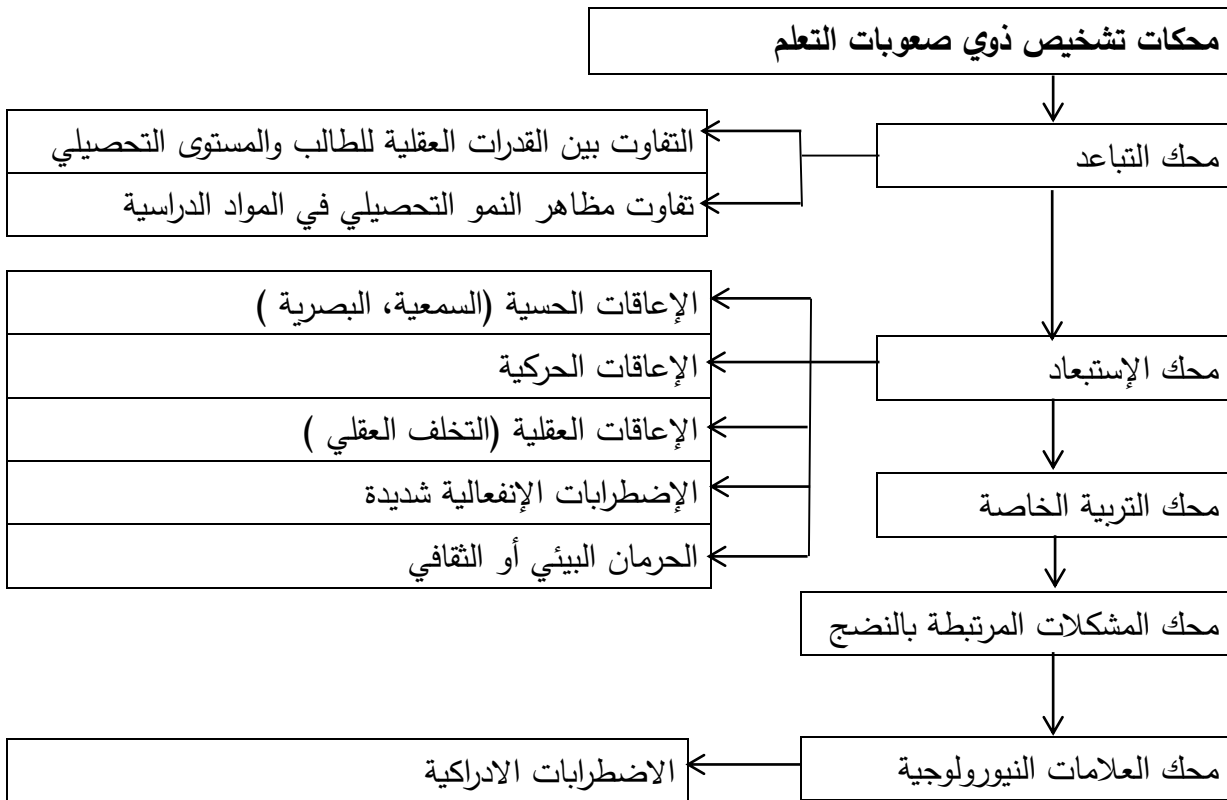 محكات تشخيص ذوي صعوبات التعلم
محك التباعد
التفاوت بين القدرات العقلية للطالب والمستوى التحصيلي
تفاوت مظاهر النمو التحصيلي في المواد الدراسية
محك الإستبعاد
الإعاقات الحسية (السمعية، البصرية )
الإعاقات الحركية
الإعاقات العقلية (التخلف العقلي )
الإضطرابات الإنفعالية شديدة
الحرمان البيئي أو الثقافي
محك التربية الخاصة
محك المشكلات المرتبطة بالنضج
محك العلامات النيورولوجية
الاضطرابات الادراكية